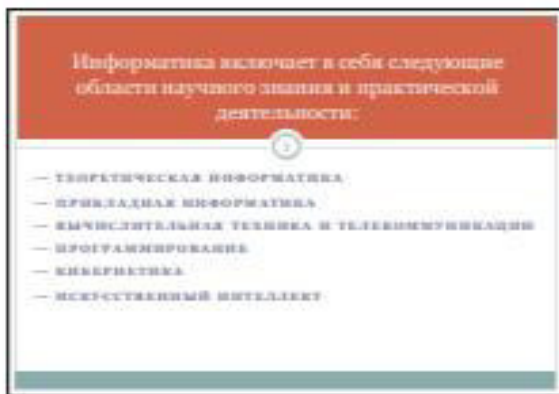 Информатика включает в себя следующие
области научного знания и практической
деятельности:
— ТЕОРЕТИЧЕСКАЯ ИНФОРМАТИКА
— ПРИКЛАДНАЯ ИНФОРМАТИКА
— ВЫЧИСЛИТЕЛЬНАЯ ТЕХНИКА И ТЕЛЕКОММУНИКАЦИИ
— ПРОГРАММИРОВАНИЕ
— КИБЕРНЕТИКА
— ИСКУССТВЕННЫЙ ИНТЕЛЛЕКТ